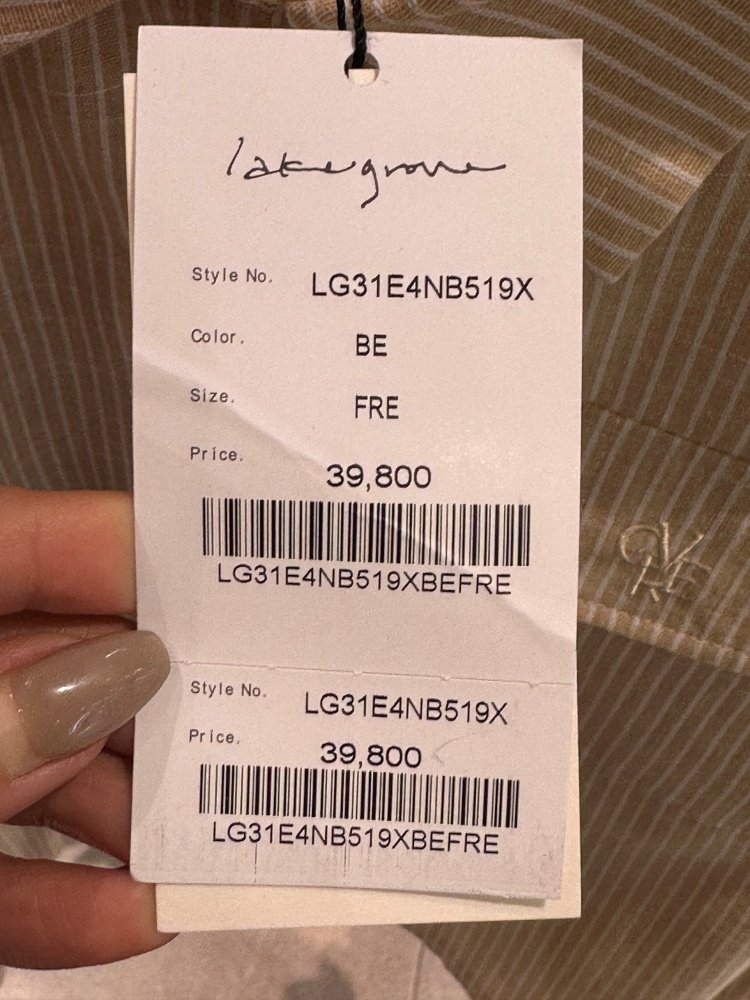 lakegrove
Style No. LG31E4NB519X
Color. BE
Size. FRE
Price. 39,800
LG31E4NB519XBEFRE
Style No. LG31E4NB519X
Price. 39,800
LG31E4NB519XBEFRE